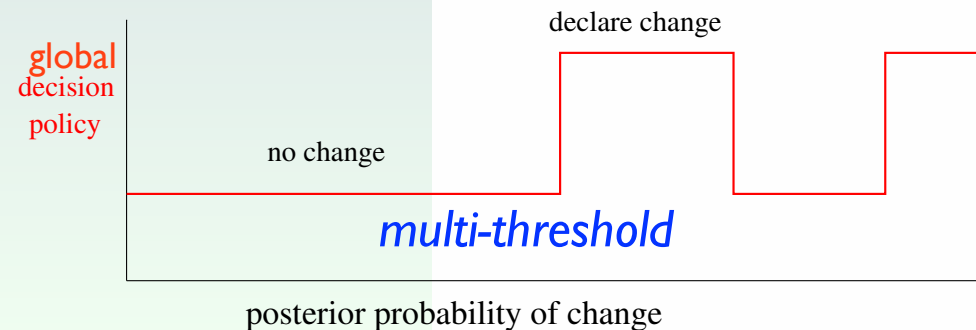 declare change
global
decision
policy
no change
multi-threshold
posterior probability of change